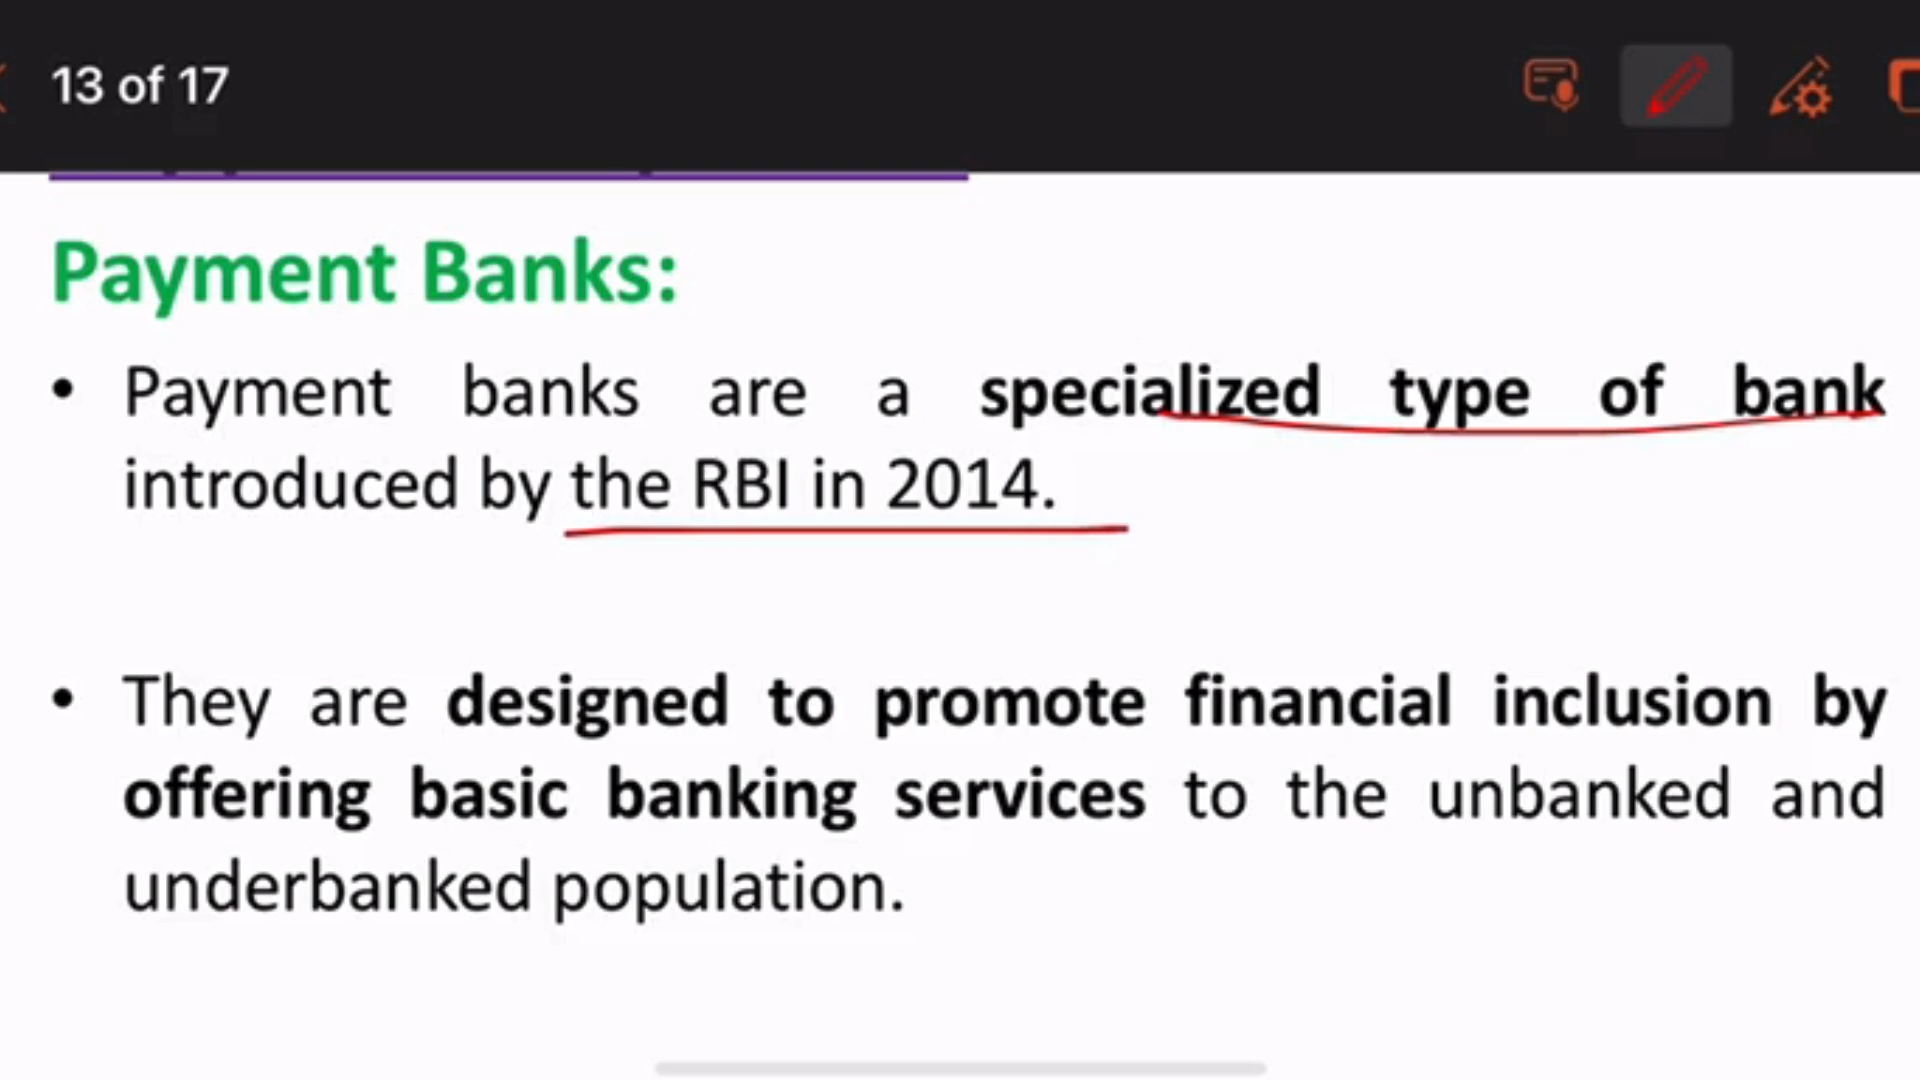 13 of 17
Payment Banks:
• Payment banks are a specialized type of bank
introduced by the RBI in 2014.
• They are designed to promote financial inclusion by
offering basic banking services to the unbanked and
underbanked population.